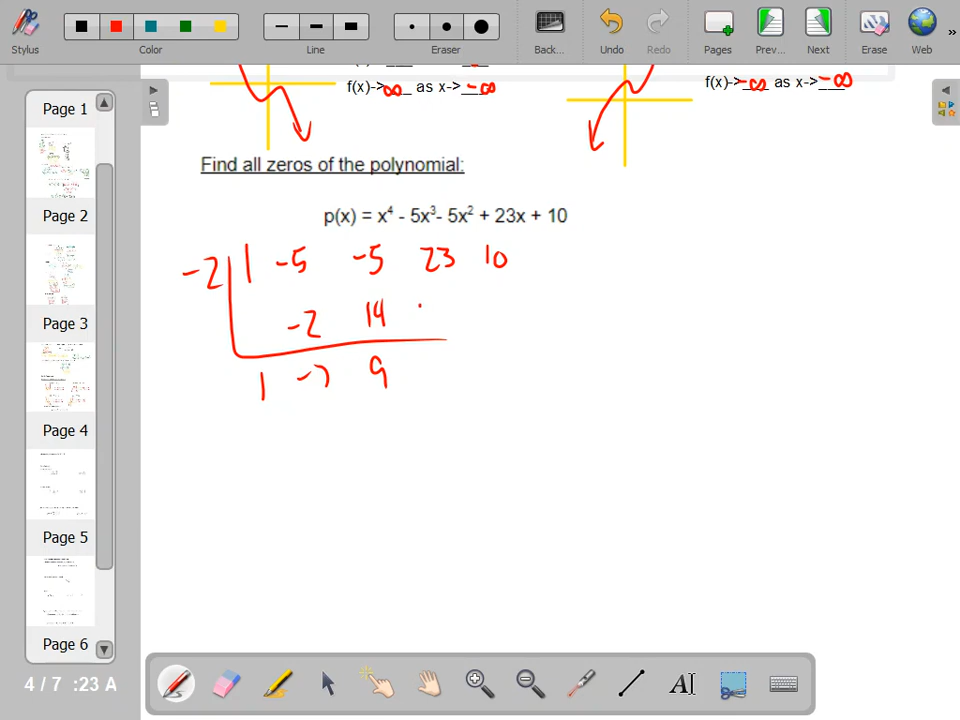 Stylus Color Line Eraser Back... Undo Redo Pages Prev... Next Erase Web »
f(x)->∞ as x->-∞
f(x)->-∞ as x->-∞
Find all zeros of the polynomial:
p(x) = x⁴ - 5x³- 5x² + 23x + 10
-2 | 1 -5 -5 23 10
-2 14
1 -7 9
Page 1
Page 2
Page 3
Page 4
Page 5
Page 6
4 / 7 :23 A
A